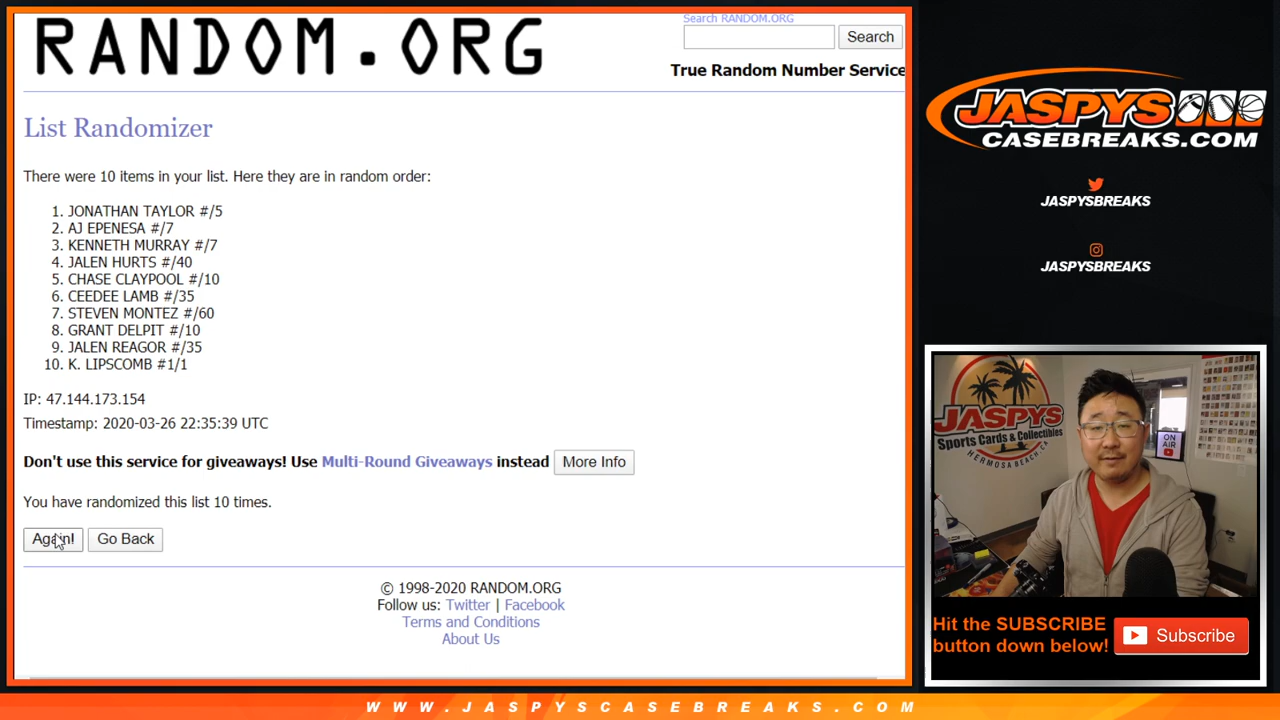 RANDOM.ORG
Search RANDOM.ORG
Search
True Random Number Service
List Randomizer
There were 10 items in your list. Here they are in random order:
1. JONATHAN TAYLOR #/5
2. AJ EPENESA #/7
3. KENNETH MURRAY #/7
4. JALEN HURTS #/40
5. CHASE CLAYPOOL #/10
6. CEEDEE LAMB #/35
7. STEVEN MONTEZ #/60
8. GRANT DELPIT #/10
9. JALEN REAGOR #/35
10. K. LIPSCOMB #1/1
IP: 47.144.173.154
Timestamp: 2020-03-26 22:35:39 UTC
Don't use this service for giveaways! Use Multi-Round Giveaways instead More Info
You have randomized this list 10 times.
Again! Go Back
© 1998-2020 RANDOM.ORG
Follow us: Twitter | Facebook
Terms and Conditions
About Us
JASPYS
CASEBREAKS.COM
JASPYSBREAKS
JASPYSBREAKS
JASPYS
Sports Cards & Collectibles
HERMOSA BEACH, CA
ON
AIR
Hit the SUBSCRIBE
button down below!
Subscribe
WWW.JASPYSCASEBREAKS.COM